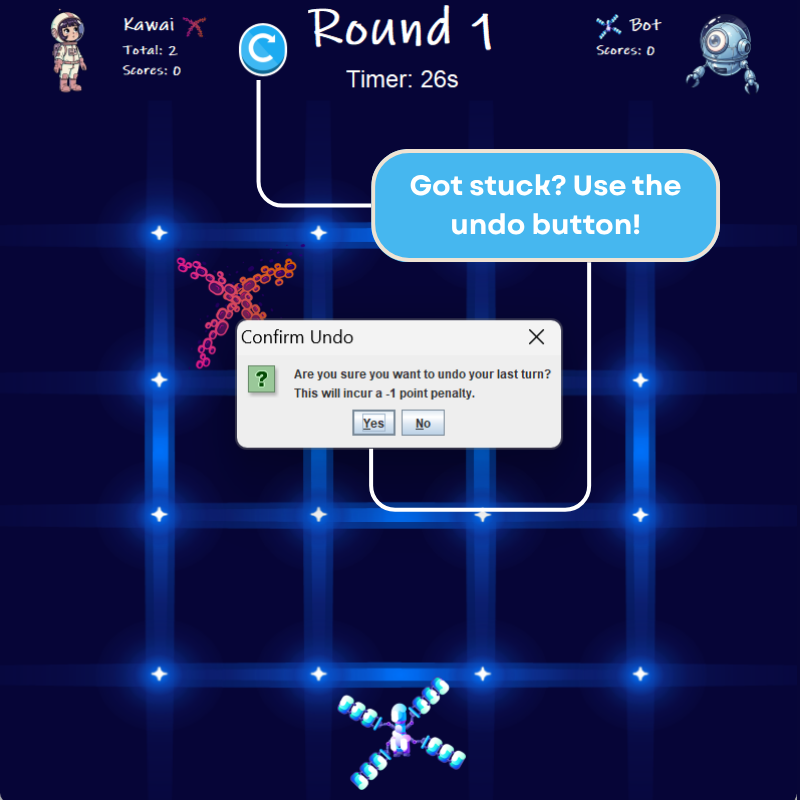 Kawai
Total: 2
Scores: 0
Round 1
Timer: 26s
Bot
Scores: 0
Got stuck? Use the
undo button!
Confirm Undo
?
Are you sure you want to undo your last turn?
This will incur a -1 point penalty.
Yes
No